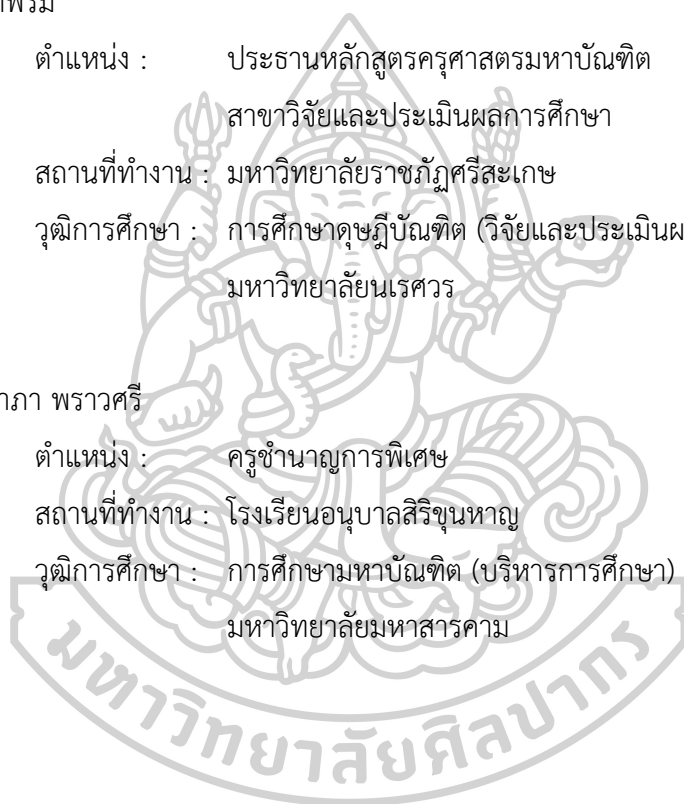 ตำแหน่ง : ประธานหลักสูตรครุศาสตรมหาบัณฑิต
สาขาวิจัยและประเมินผลการศึกษา
สถานที่ทำงาน : มหาวิทยาลัยราชภัฏศรีสะเกษ
วุฒิการศึกษา : การศึกษาดุษฎีบัณฑิต (วิจัยและประเมินผ
มหาวิทยาลัยนเรศวร
พราวศรี
ตำแหน่ง : ครูชำนาญการพิเศษ
สถานที่ทำงาน : โรงเรียนอนุบาลสิริขุนหาญ
วุฒิการศึกษา : การศึกษามหาบัณฑิต (บริหารการศึกษา)
มหาวิทยาลัยมหาสารคาม
มหาวิทยาลัยศิลปากร